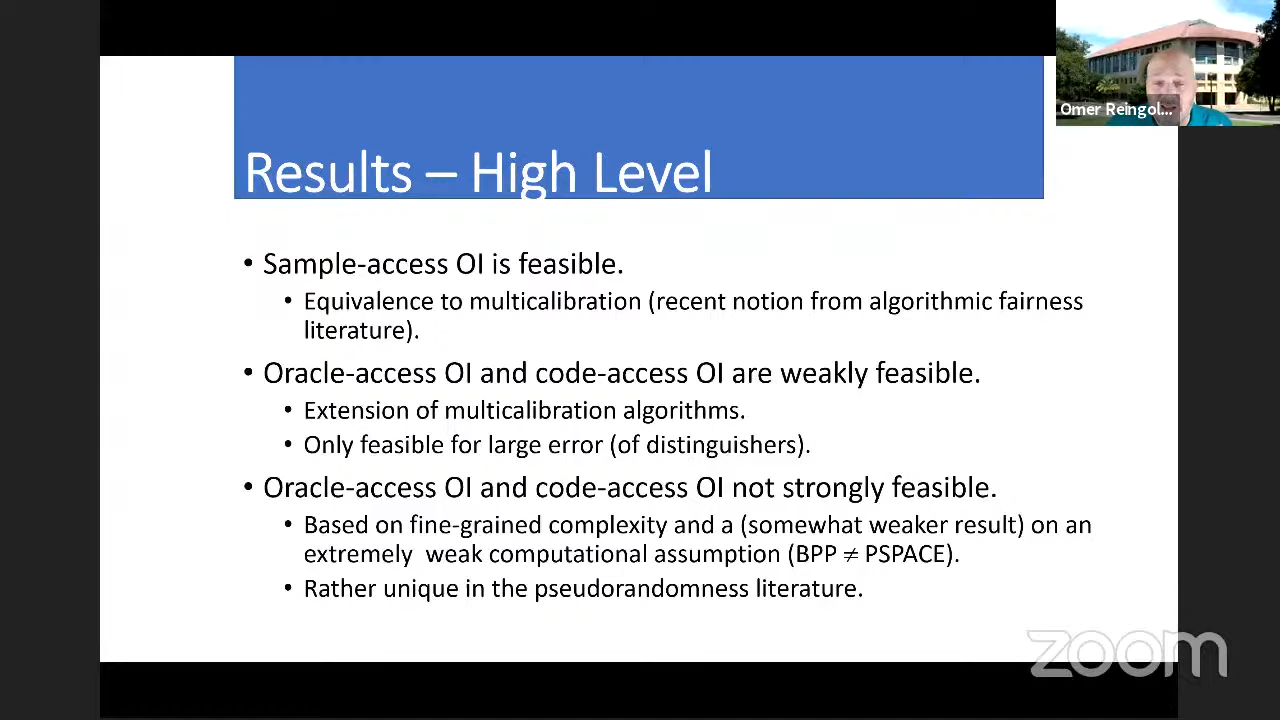 Omer Reingol...
Results – High Level
• Sample-access OI is feasible.
• Equivalence to multicalibration (recent notion from algorithmic fairness
literature).
• Oracle-access OI and code-access OI are weakly feasible.
• Extension of multicalibration algorithms.
• Only feasible for large error (of distinguishers).
• Oracle-access OI and code-access OI not strongly feasible.
• Based on fine-grained complexity and a (somewhat weaker result) on an
extremely weak computational assumption (BPP ≠ PSPACE).
• Rather unique in the pseudorandomness literature.
zoom